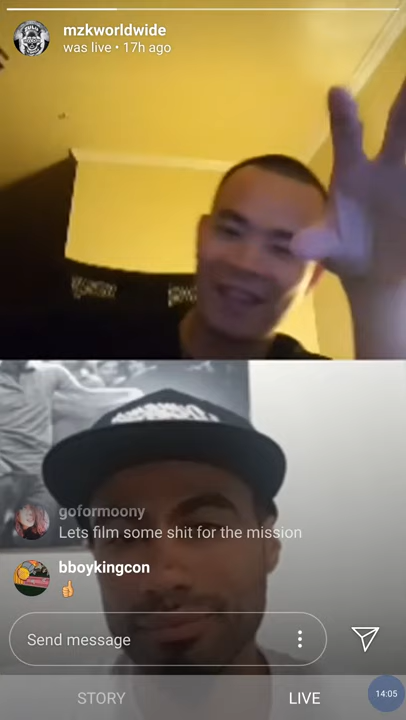 mzkworldwide
was live • 17h ago
goformoony
Lets film some shit for the mission
bboykingcon
👍
Send message
STORY
LIVE
14:05